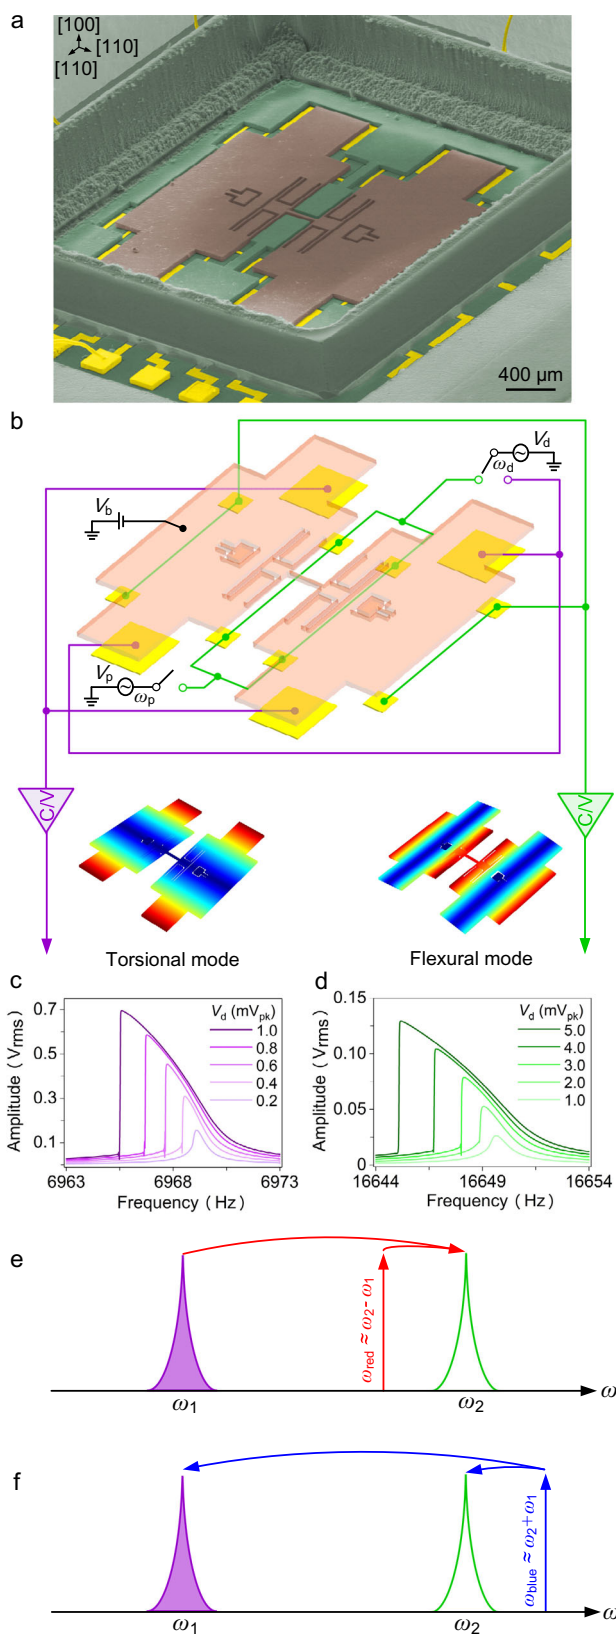 a
[100]
[110]
[110]
400 μm
b
V_d
ω_d
V_b
V_p
ω_p
C/V
C/V
Torsional mode
Flexural mode
c
d
Amplitude (V_rms)
0.7
0.5
0.3
0.1
V_d (mV_pk)
1.0
0.8
0.6
0.4
0.2
6963
6968
6973
Frequency (Hz)
Amplitude (V_rms)
0.15
0.10
0.05
0
V_d (mV_pk)
5.0
4.0
3.0
2.0
1.0
16644
16649
16654
Frequency (Hz)
e
ω_red ≈ ω_2 - ω_1
ω_1
ω_2
ω
f
ω_blue ≈ ω_2 + ω_1
ω_1
ω_2
ω